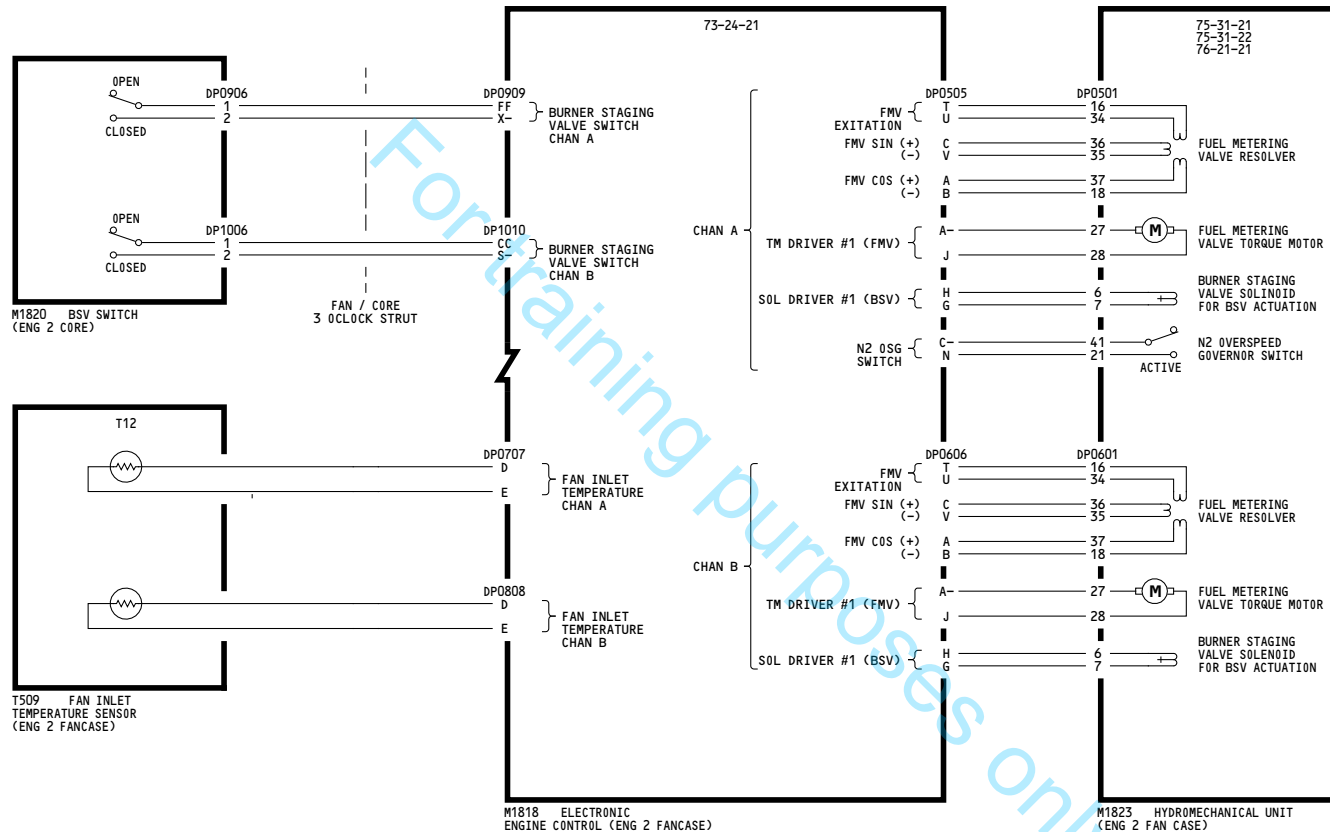 73-24-21
75-31-21
75-31-22
76-21-21
OPEN
CLOSED
DP0906
1
2
DP0909
FF
X-
BURNER STAGING
VALVE SWITCH
CHAN A
OPEN
CLOSED
DP1006
1
2
DP1010
CC
S-
BURNER STAGING
VALVE SWITCH
CHAN B
M1820 BSV SWITCH
(ENG 2 CORE)
FAN / CORE
3 OCLOCK STRUT
T12
DP0707
D
E
FAN INLET
TEMPERATURE
CHAN A
DP0808
D
E
FAN INLET
TEMPERATURE
CHAN B
T509 FAN INLET
TEMPERATURE SENSOR
(ENG 2 FANCASE)
CHAN A
DP0505
DP0501
FMV
EXITATION
T
U
16
34
FMV SIN (+)
(-)
C
V
36
35
FMV COS (+)
(-)
A
B
37
18
FUEL METERING
VALVE RESOLVER
TM DRIVER #1 (FMV)
A-
J
27
28
M
FUEL METERING
VALVE TORQUE MOTOR
SOL DRIVER #1 (BSV)
H
G
6
7
BURNER STAGING
VALVE SOLINOID
FOR BSV ACTUATION
N2 OSG
SWITCH
C-
N
41
21
ACTIVE
N2 OVERSPEED
GOVERNOR SWITCH
CHAN B
DP0606
DP0601
FMV
EXITATION
T
U
16
34
FMV SIN (+)
(-)
C
V
36
35
FMV COS (+)
(-)
A
B
37
18
FUEL METERING
VALVE RESOLVER
TM DRIVER #1 (FMV)
A-
J
27
28
M
FUEL METERING
VALVE TORQUE MOTOR
SOL DRIVER #1 (BSV)
H
G
6
7
BURNER STAGING
VALVE SOLENOID
FOR BSV ACTUATION
M1818 ELECTRONIC
ENGINE CONTROL (ENG 2 FANCASE)
M1823 HYDROMECHANICAL UNIT
(ENG 2 FAN CASE)
For training purposes onl